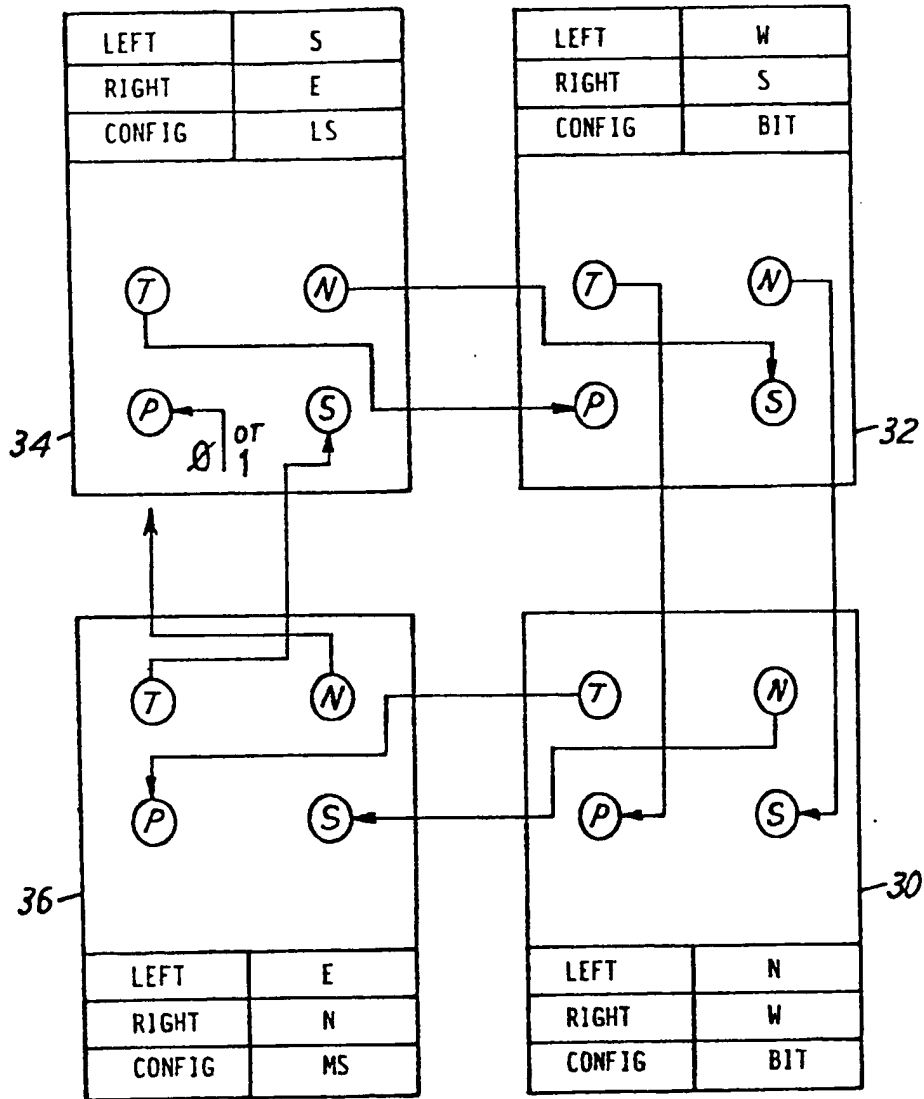 LEFT S
RIGHT E
CONFIG LS
LEFT W
RIGHT S
CONFIG BIT
T N
T N
P S
P S
Ø or 1
34
32
T N
T N
P S
P S
36
30
LEFT E
RIGHT N
CONFIG MS
LEFT N
RIGHT W
CONFIG BIT